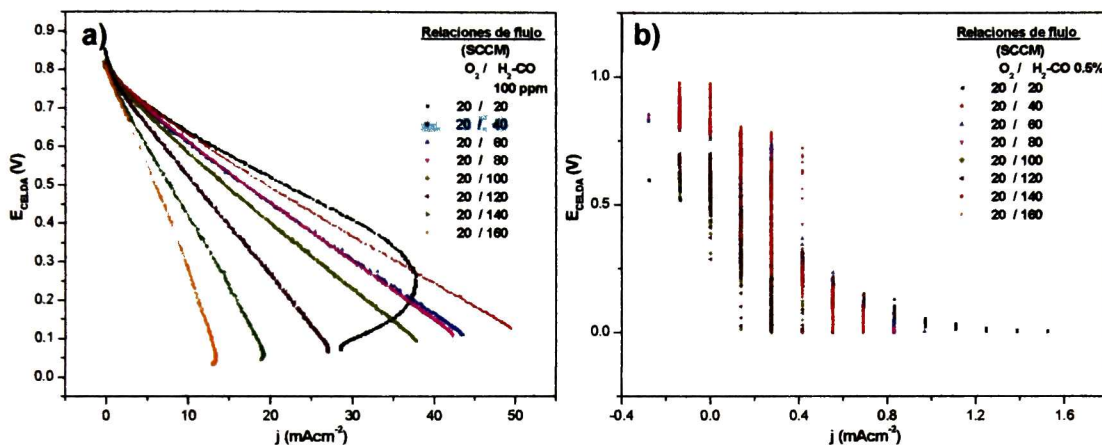 a)
Relaciones de flujo
(SCCM)
O₂ / H₂-CO
100 ppm
20 / 20
20 / 40
20 / 60
20 / 80
20 / 100
20 / 120
20 / 140
20 / 160
E_CELDA (V)
0.9
0.8
0.7
0.6
0.5
0.4
0.3
0.2
0.1
0.0
0
10
20
30
40
50
j (mAcm⁻²)
b)
Relaciones de flujo
(SCCM)
O₂ / H₂-CO 0.5%
20 / 20
20 / 40
20 / 60
20 / 80
20 / 100
20 / 120
20 / 140
20 / 160
E_CELDA (V)
1.0
0.5
0.0
-0.4
0.0
0.4
0.8
1.2
1.6
j (mAcm⁻²)